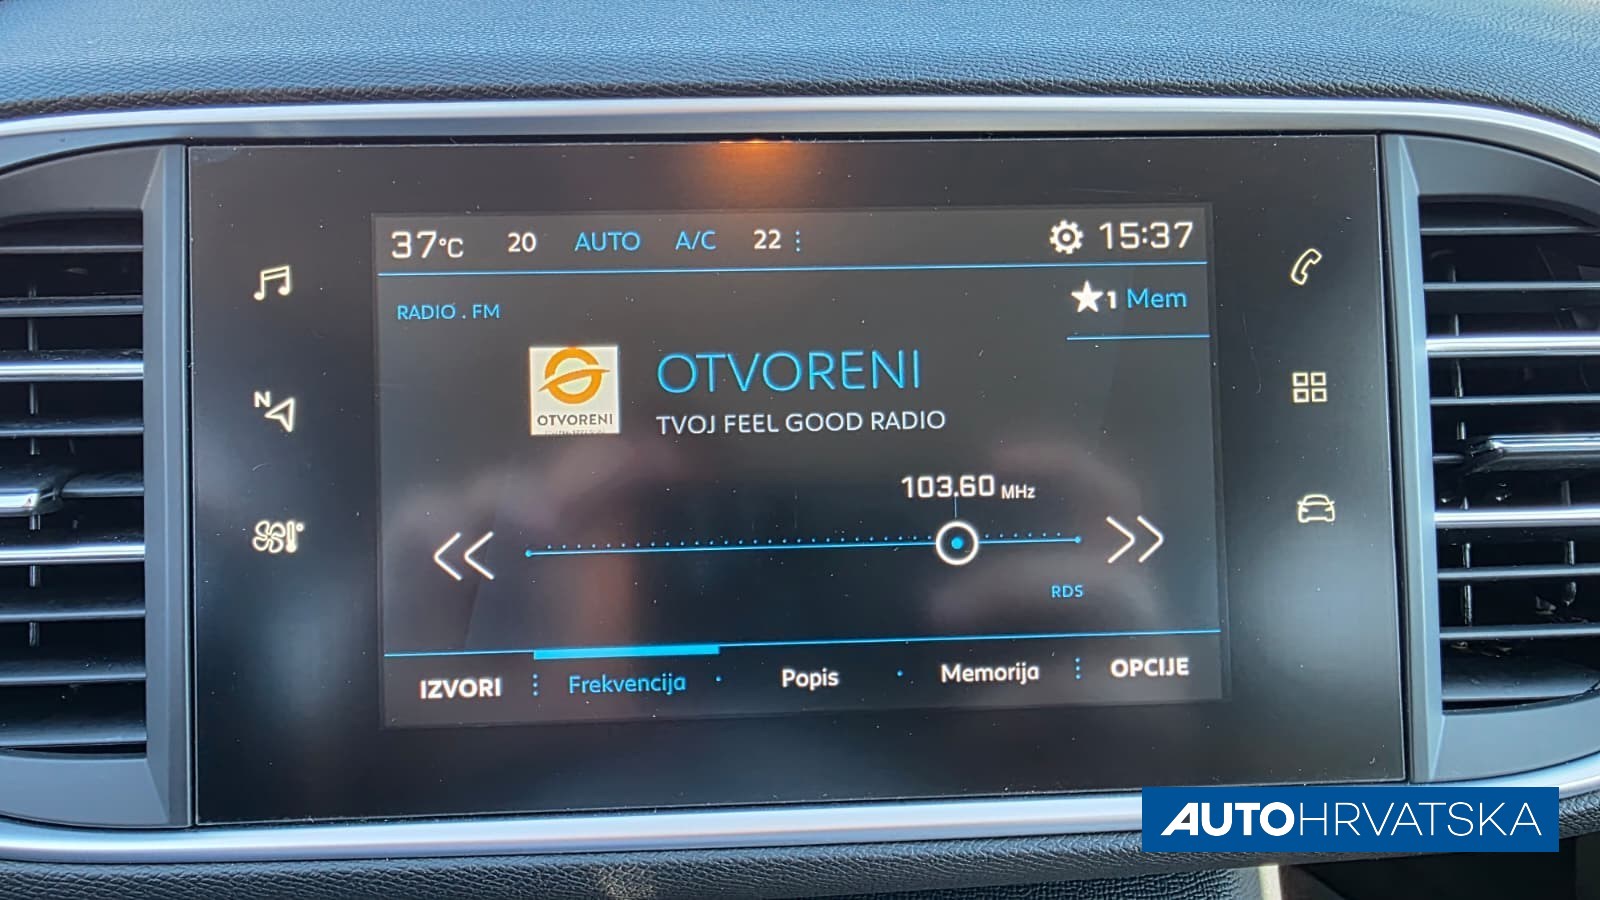 37°C 20 AUTO A/C 22 15:37
RADIO . FM
1 Mem
OTVORENI
OTVORENI
TVOJ FEEL GOOD RADIO
103.60 MHz
N
RDS
IZVORI Frekvencija Popis Memorija OPCIJE
AUTOHRVATSKA